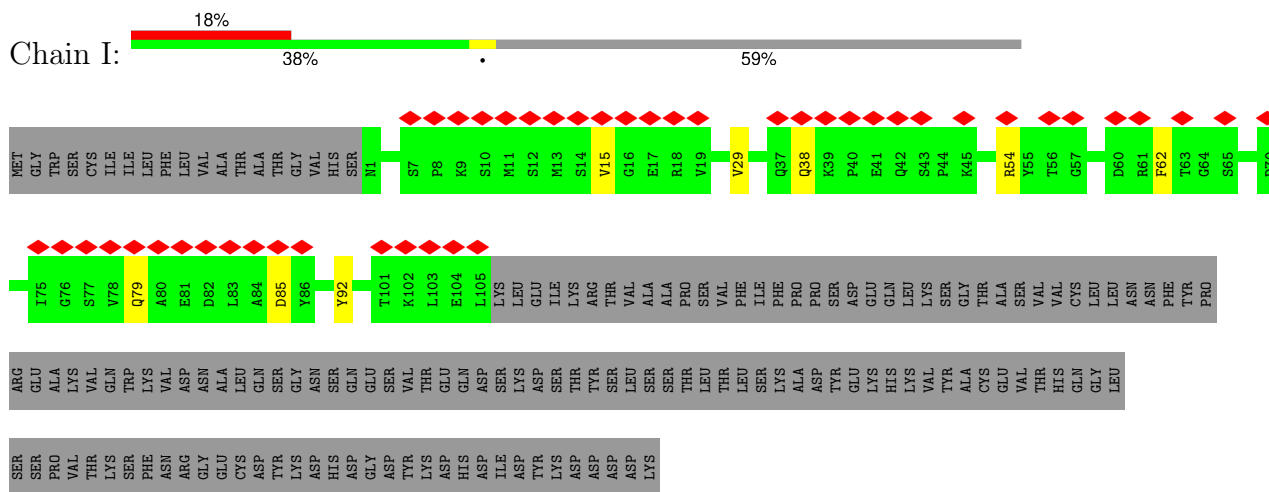 18%
Chain I:
38% • 59%
MET GLY TRP SER CYS ILE ILE LEU PHE LEU VAL ALA THR ALA THR GLY VAL HIS SER N1 S7 P8 K9 S10 M11 S12 M13 S14 V15 G16 E17 R18 V19 V29 Q37 Q38 K39 P40 E41 Q42 S43 P44 K45 R54 Y55 T56 G57 D60 R61 F62 T63 G64 S65
I75 G76 S77 V78 Q79 A80 E81 D82 L83 A84 D85 Y86 Y92 T101 K102 L103 E104 L105 LYS LEU GLU ILE LYS ARG THR VAL ALA ALA PRO SER VAL PHE ILE PHE PRO PRO SER ASP GLU GLN LEU LYS SER GLY THR ALA SER VAL VAL CYS LEU LEU ASN ASN PHE TYR PRO
ARG GLU ALA LYS VAL GLN TRP LYS VAL ASP ASN ALA LEU GLN SER GLY ASN SER GLN GLU SER VAL THR GLU GLN ASP SER LYS ASP SER THR TYR SER LEU SER SER THR LEU THR LEU SER LYS ALA ASP TYR GLU LYS HIS LYS VAL TYR ALA CYS GLU VAL THR HIS GLN GLY LEU
SER SER PRO VAL THR LYS SER PHE ASN ARG GLY GLU CYS ASP TYR LYS ASP HIS ASP GLY ASP TYR LYS ASP HIS ASP ILE ASP TYR LYS ASP ASP ASP ASP LYS